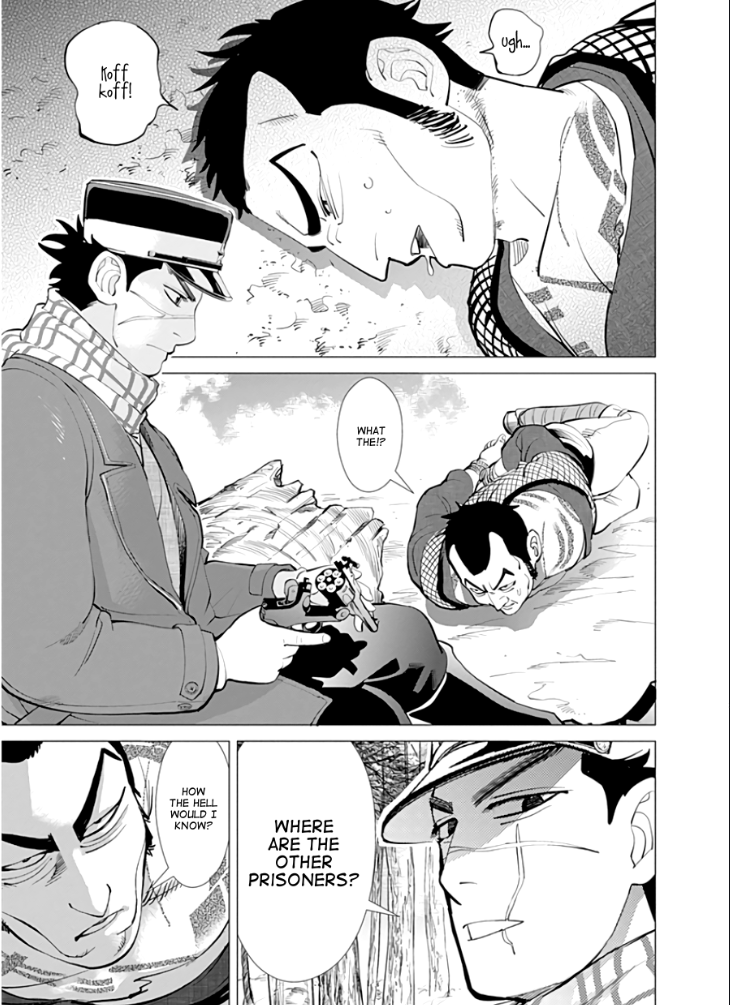 ugh...
Koff
koff!
WHAT
THE!?
WHERE
ARE THE
OTHER
PRISONERS?
HOW
THE HELL
WOULD I
KNOW?